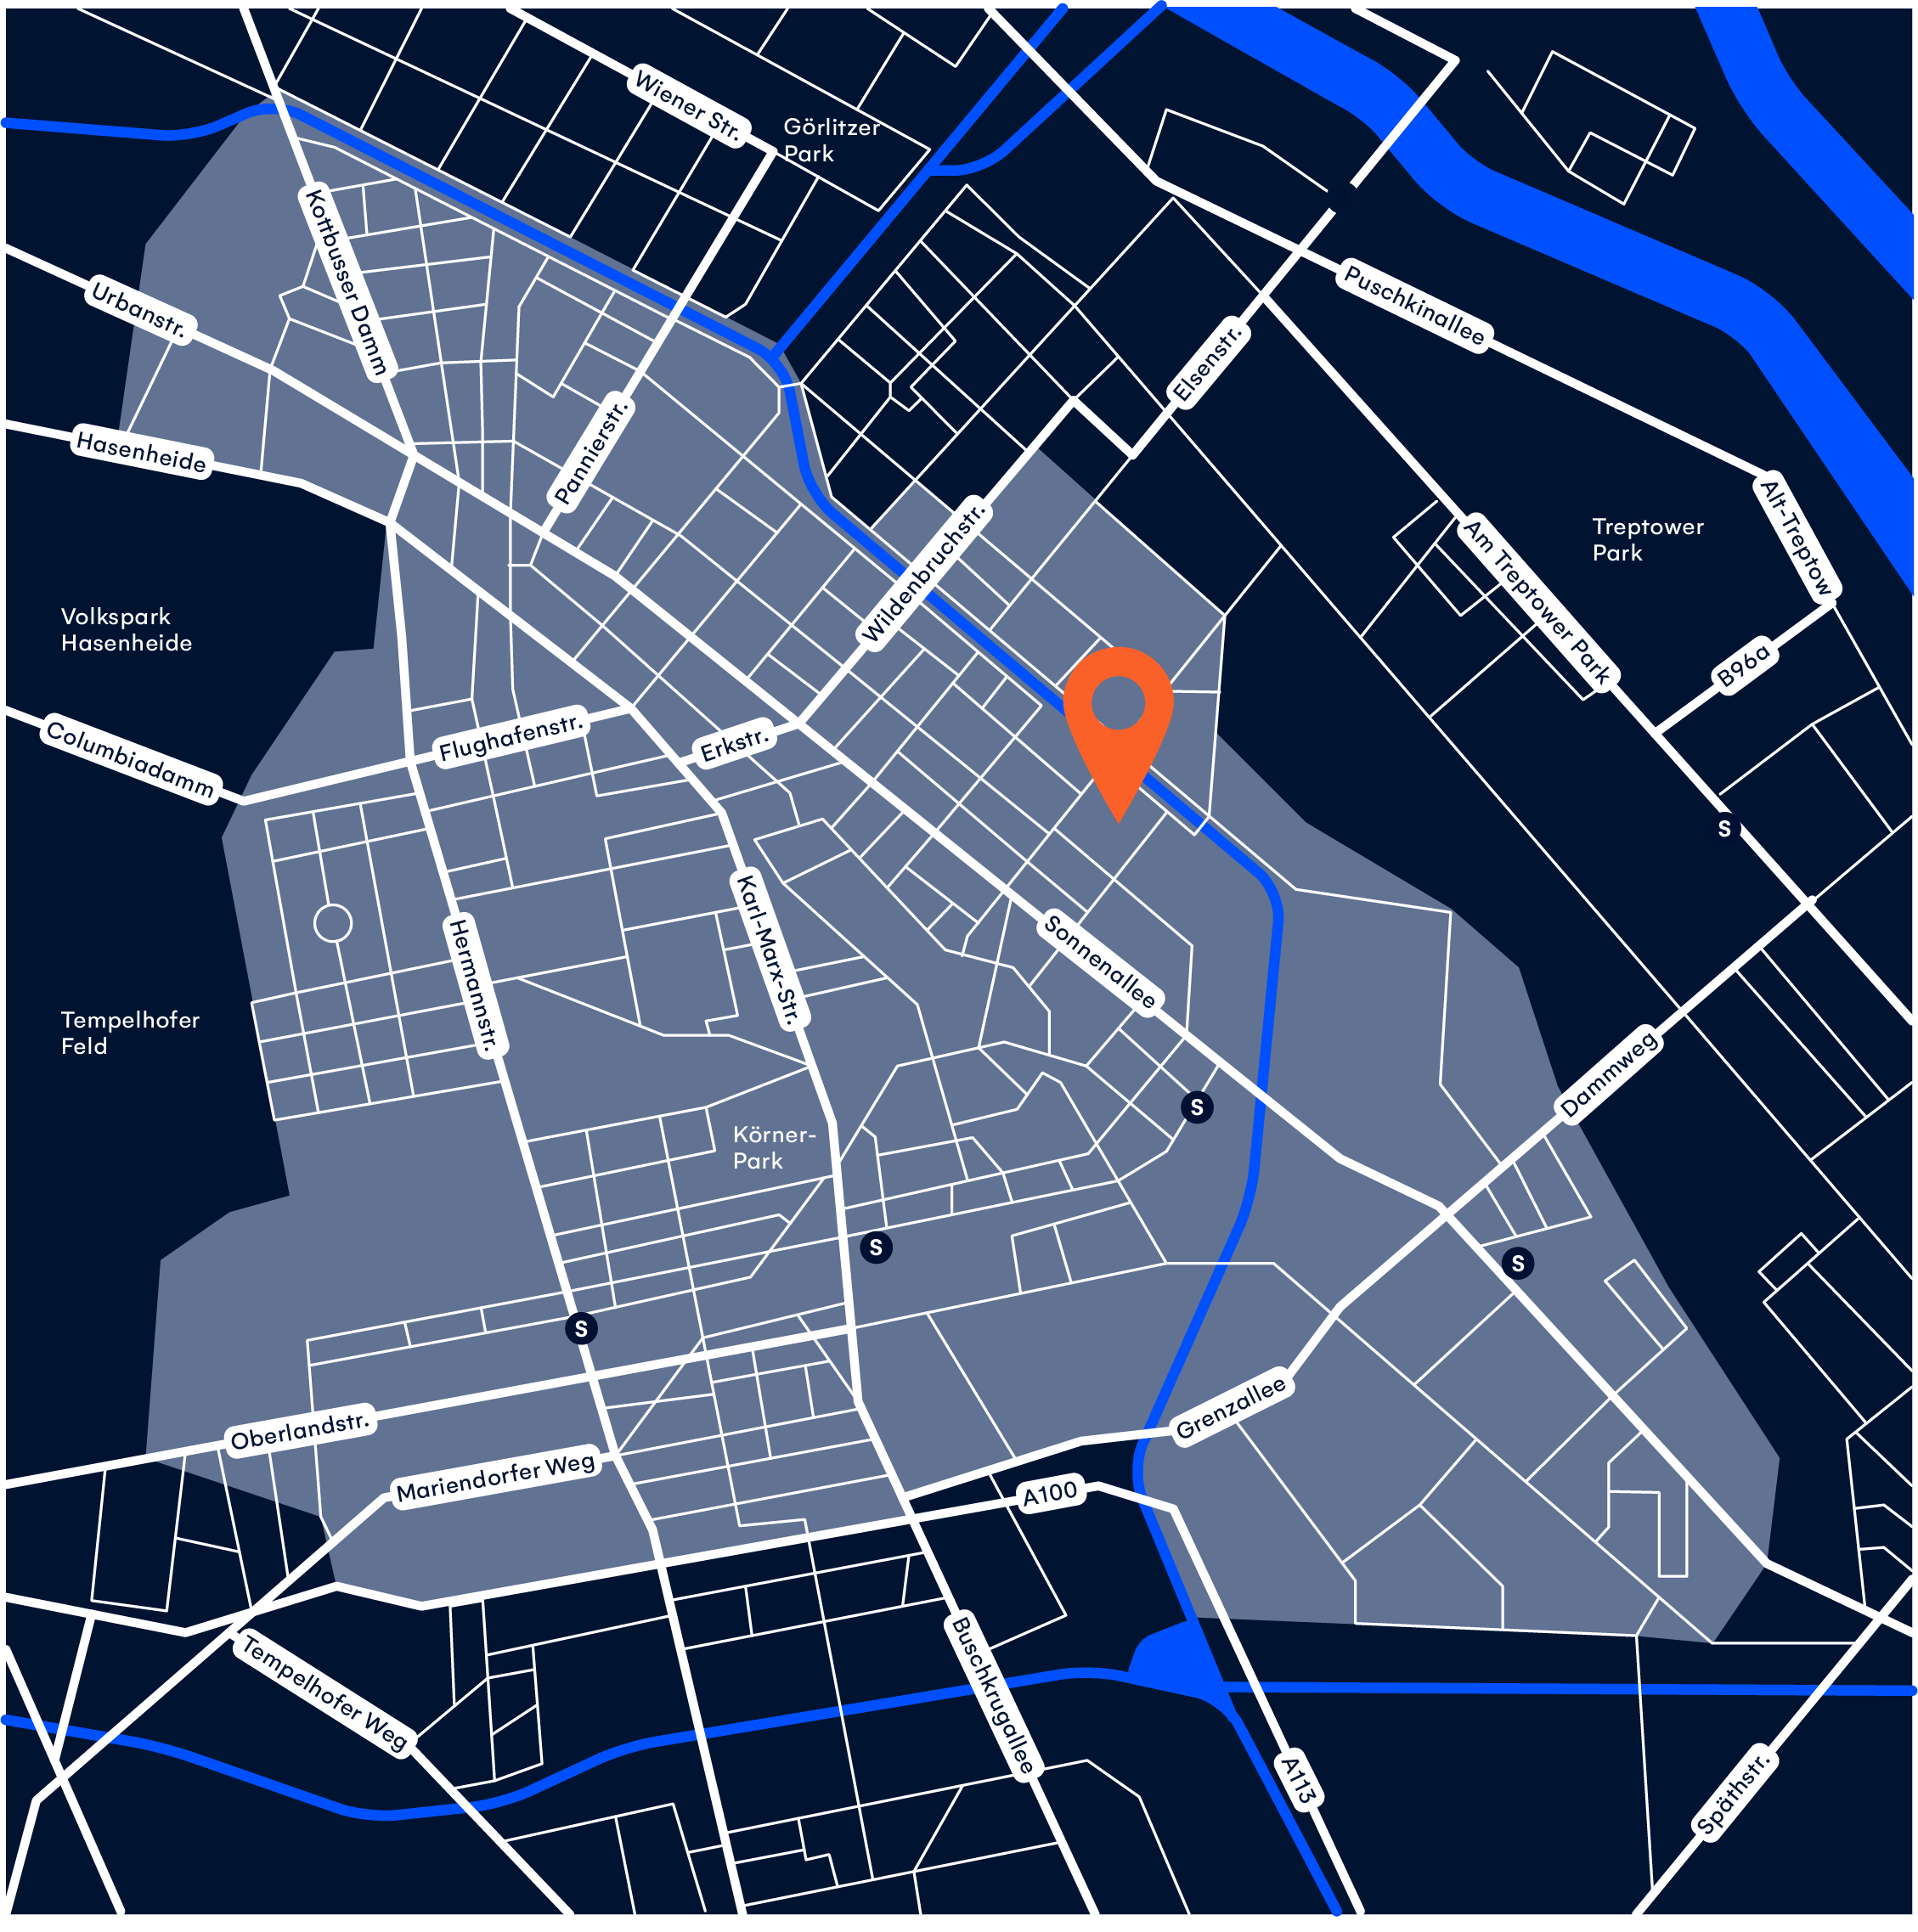 Wiener Str.
Görlitzer
Park
Kottbusser Damm
Urbanstr.
Puschkinallee
Elsenstr.
Hasenheide
Pannierstr.
Alt-Treptow
Treptower
Park
Am Treptower Park
Wildenbruchstr.
Volkspark
Hasenheide
B96a
Columbiadamm
Flughafenstr.
Erkstr.
S
Karl-Marx-Str.
Hermannstr.
Sonnenallee
Tempelhofer
Feld
Dammweg
S
Körner-
Park
S
S
S
Grenzallee
Oberlandstr.
Mariendorfer Weg
A100
Buschkrugallee
Tempelhofer Weg
A113
Späthstr.